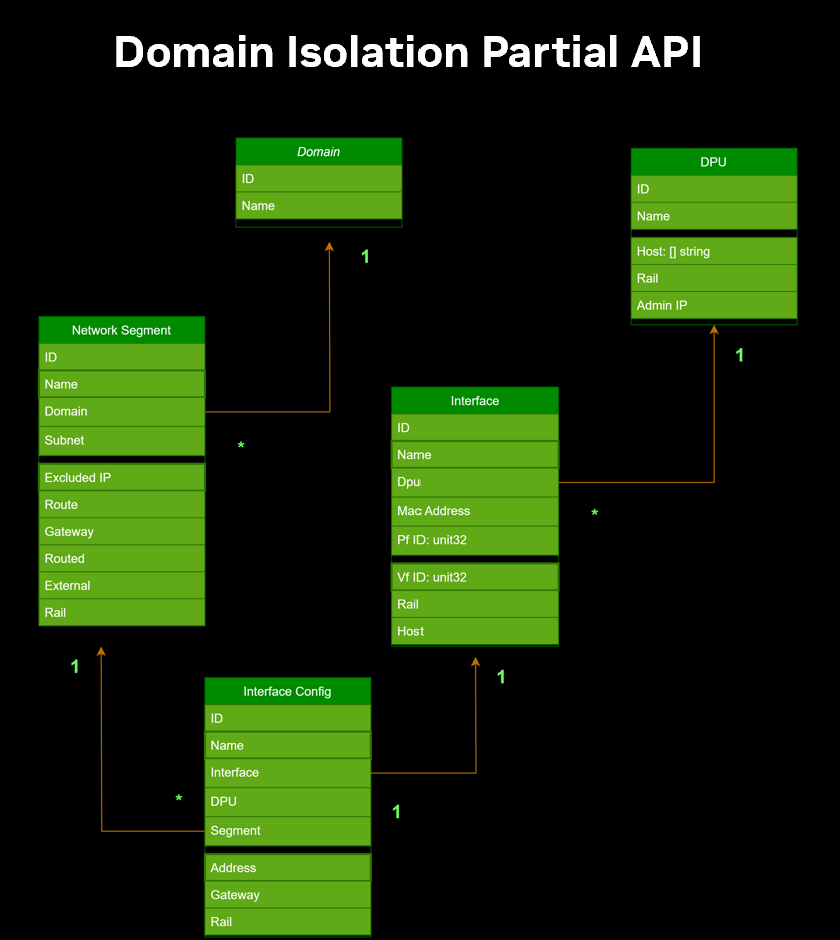 Domain Isolation Partial API
Domain
ID
Name
1
DPU
ID
Name
Host: [] string
Rail
Admin IP
1
Network Segment
ID
Name
Domain
Subnet
*
Excluded IP
Route
Gateway
Routed
External
Rail
1
Interface
ID
Name
Dpu
Mac Address
Pf ID: unit32
*
Vf ID: unit32
Rail
Host
1
Interface Config
ID
Name
Interface
DPU
Segment
*
1
Address
Gateway
Rail